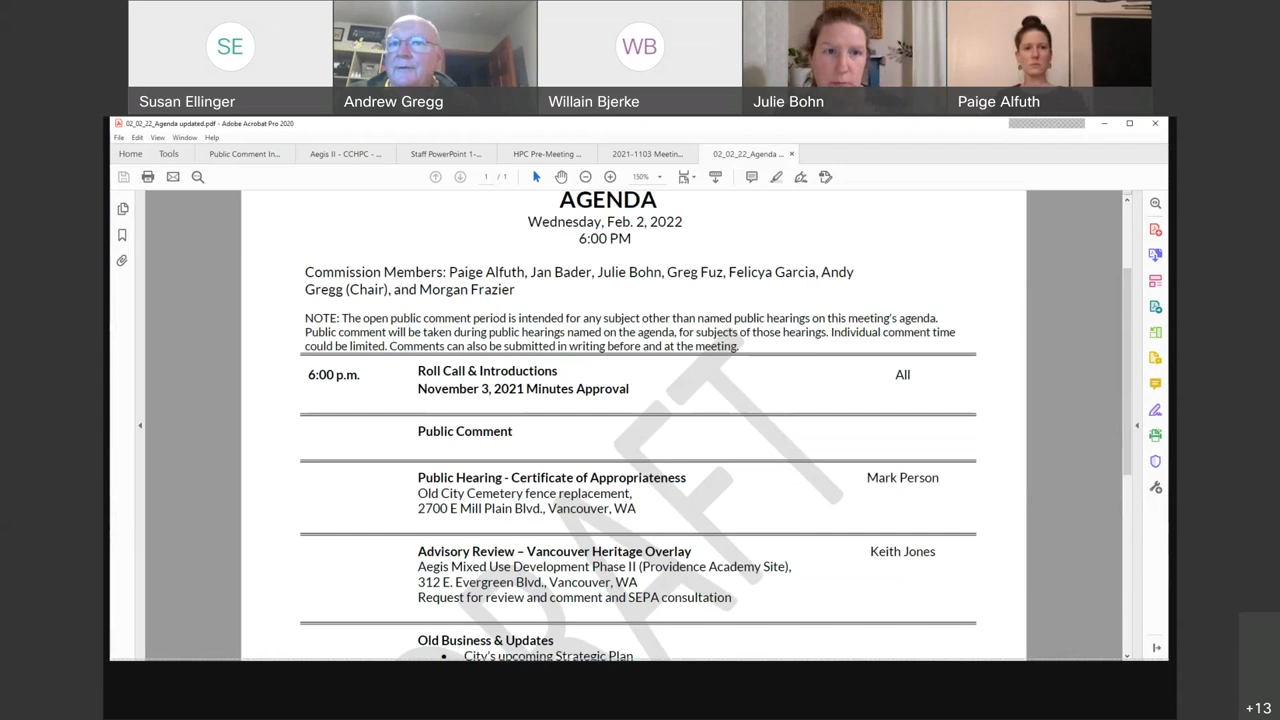 SE
WB
Susan Ellinger
Andrew Gregg
Willain Bjerke
Julie Bohn
Paige Alfuth
02_02_22_Agenda updated.pdf - Adobe Acrobat Pro 2020
File Edit View Window Help
Home Tools Public Comment In... Aegis II - CCHPC - ... Staff PowerPoint 1-... HPC Pre-Meeting ... 2021-1103 Meetin... 02_02_22_Agenda ... ×
1 / 1 150%
AGENDA
Wednesday, Feb. 2, 2022
6:00 PM
Commission Members: Paige Alfuth, Jan Bader, Julie Bohn, Greg Fuz, Felicya Garcia, Andy
Gregg (Chair), and Morgan Frazier
NOTE: The open public comment period is intended for any subject other than named public hearings on this meeting's agenda.
Public comment will be taken during public hearings named on the agenda, for subjects of those hearings. Individual comment time
could be limited. Comments can also be submitted in writing before and at the meeting.
6:00 p.m. Roll Call & Introductions All
November 3, 2021 Minutes Approval
Public Comment
Public Hearing - Certificate of Appropriateness Mark Person
Old City Cemetery fence replacement,
2700 E Mill Plain Blvd., Vancouver, WA
Advisory Review – Vancouver Heritage Overlay Keith Jones
Aegis Mixed Use Development Phase II (Providence Academy Site),
312 E. Evergreen Blvd., Vancouver, WA
Request for review and comment and SEPA consultation
Old Business & Updates
• City's upcoming Strategic Plan
DRAFT
+13